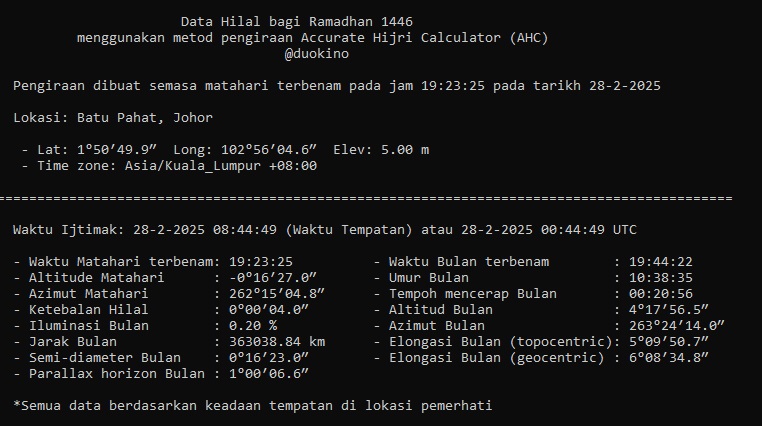 Data Hilal bagi Ramadhan 1446
menggunakan metod pengiraan Accurate Hijri Calculator (AHC)
@duokino
Pengiraan dibuat semasa matahari terbenam pada jam 19:23:25 pada tarikh 28-2-2025
Lokasi: Batu Pahat, Johor
- Lat: 1°50’49.9” Long: 102°56’04.6” Elev: 5.00 m
- Time zone: Asia/Kuala_Lumpur +08:00
============================================================================================
Waktu Ijtimak: 28-2-2025 08:44:49 (Waktu Tempatan) atau 28-2-2025 00:44:49 UTC
- Waktu Matahari terbenam: 19:23:25 - Waktu Bulan terbenam : 19:44:22
- Altitude Matahari : -0°16’27.0” - Umur Bulan : 10:38:35
- Azimut Matahari : 262°15’04.8” - Tempoh mencerap Bulan : 00:20:56
- Ketebalan Hilal : 0°00’04.0” - Altitud Bulan : 4°17’56.5”
- Iluminasi Bulan : 0.20 % - Azimut Bulan : 263°24’14.0”
- Jarak Bulan : 363038.84 km - Elongasi Bulan (topocentric): 5°09’50.7”
- Semi-diameter Bulan : 0°16’23.0” - Elongasi Bulan (geocentric) : 6°08’34.8”
- Parallax horizon Bulan : 1°00’06.6”
*Semua data berdasarkan keadaan tempatan di lokasi pemerhati